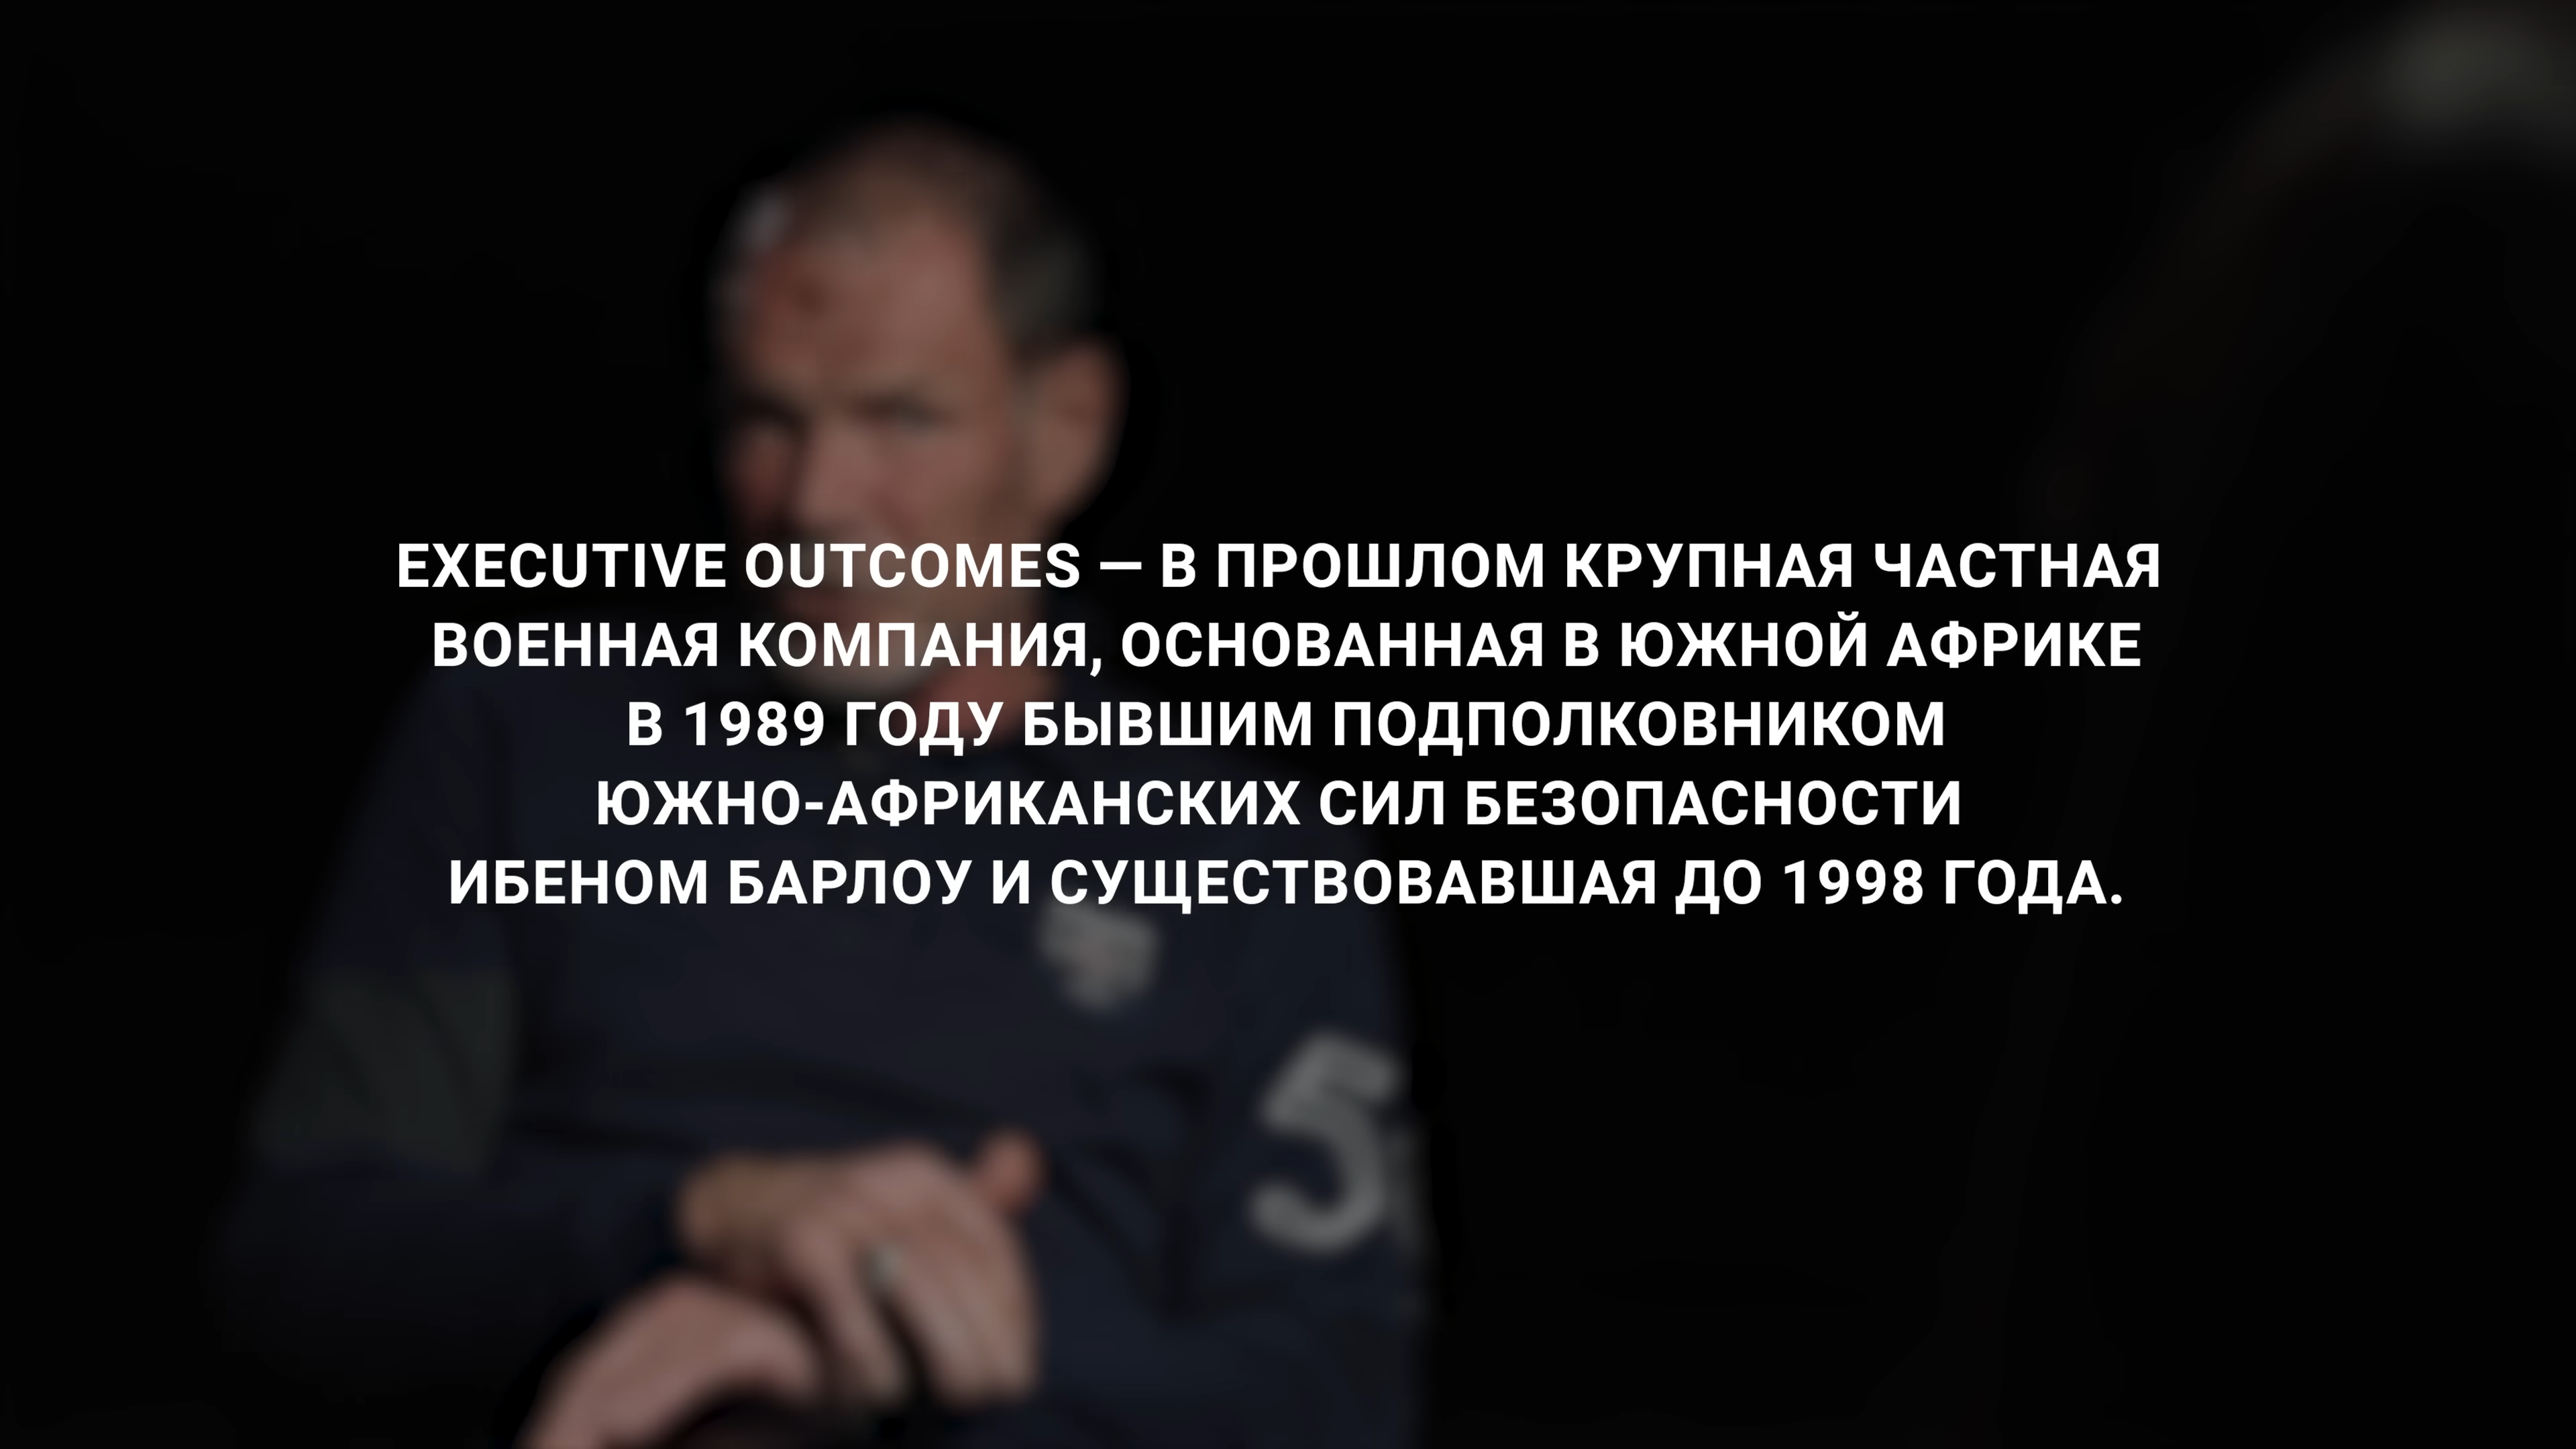 EXECUTIVE OUTCOMES — В ПРОШЛОМ КРУПНАЯ ЧАСТНАЯ
ВОЕННАЯ КОМПАНИЯ, ОСНОВАННАЯ В ЮЖНОЙ АФРИКЕ
В 1989 ГОДУ БЫВШИМ ПОДПОЛКОВНИКОМ
ЮЖНО-АФРИКАНСКИХ СИЛ БЕЗОПАСНОСТИ
ИБЕНОМ БАРЛОУ И СУЩЕСТВОВАВШАЯ ДО 1998 ГОДА.
5